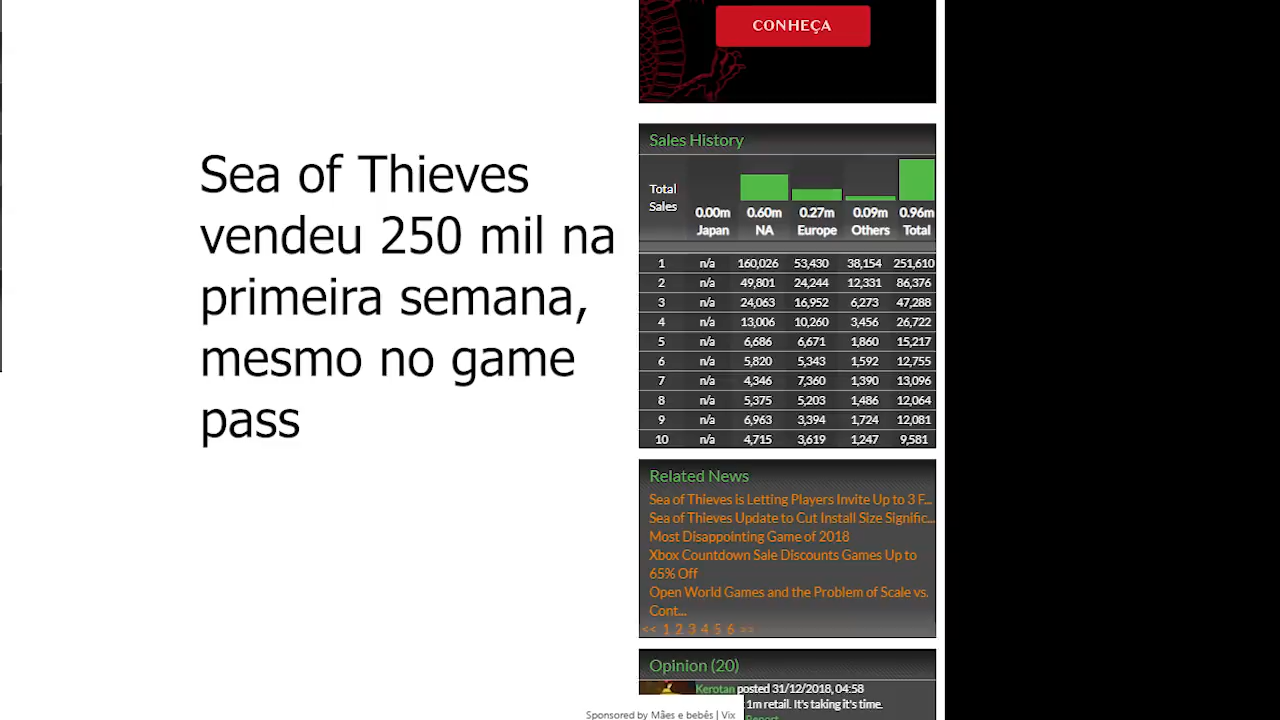 CONHEÇA
Sea of Thieves
vendeu 250 mil na
primeira semana,
mesmo no game
pass
Sales History
Total
Sales
0.00m 0.60m 0.27m 0.09m 0.96m
Japan NA Europe Others Total
1 n/a 160,026 53,430 38,154 251,610
2 n/a 49,801 24,244 12,331 86,376
3 n/a 24,063 16,952 6,273 47,288
4 n/a 13,006 10,260 3,456 26,722
5 n/a 6,686 6,671 1,860 15,217
6 n/a 5,820 5,343 1,592 12,755
7 n/a 4,346 7,360 1,390 13,096
8 n/a 5,375 5,203 1,486 12,064
9 n/a 6,963 3,394 1,724 12,081
10 n/a 4,715 3,619 1,247 9,581
Related News
Sea of Thieves is Letting Players Invite Up to 3 F...
Sea of Thieves Update to Cut Install Size Signific...
Most Disappointing Game of 2018
Xbox Countdown Sale Discounts Games Up to
65% Off
Open World Games and the Problem of Scale vs.
Cont...
<< 1 2 3 4 5 6 >>
Opinion (20)
Kerotan posted 31/12/2018, 04:58
1m retail. It's taking it's time.
Report
Sponsored by Mães e bebês | Vix